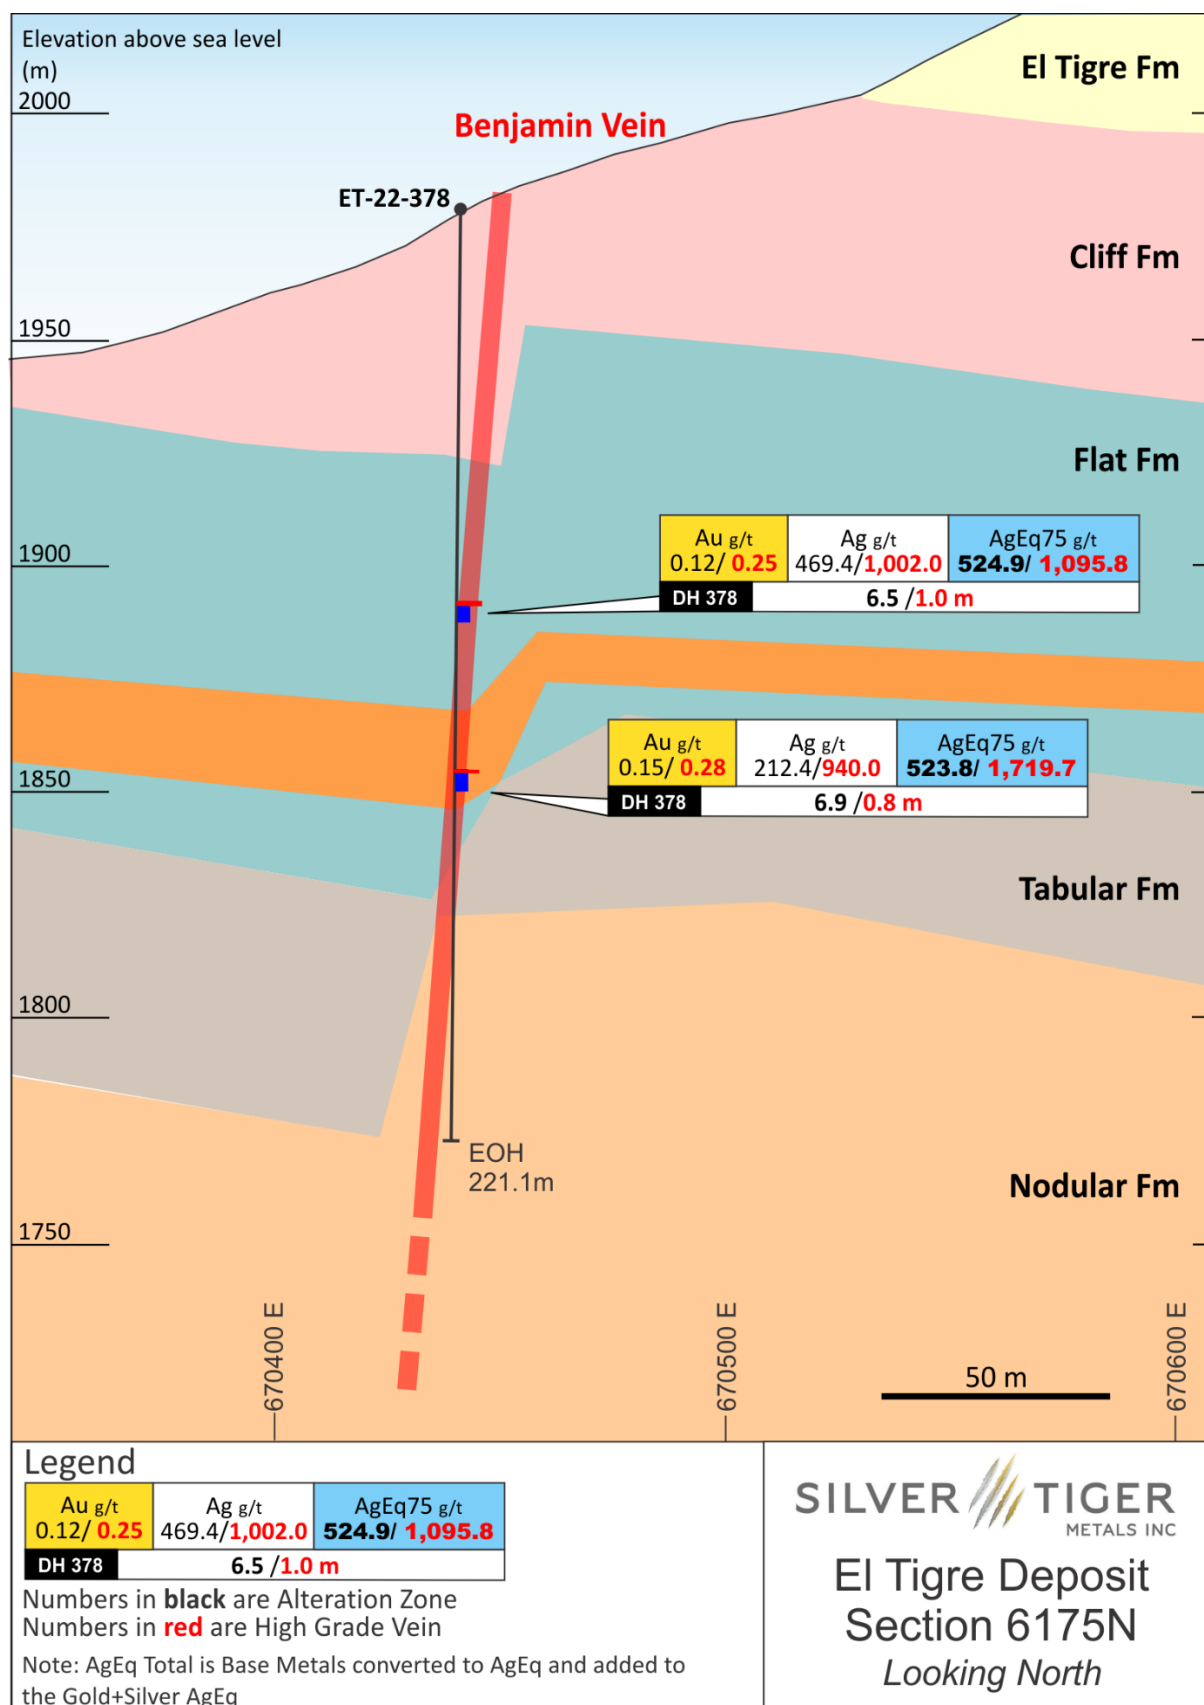 Elevation above sea level
(m)
2000
El Tigre Fm
Benjamin Vein
ET-22-378
Cliff Fm
1950
Flat Fm
1900
Au g/t Ag g/t AgEq75 g/t
0.12/ 0.25 469.4/1,002.0 524.9/ 1,095.8
DH 378 6.5 /1.0 m
1850
Au g/t Ag g/t AgEq75 g/t
0.15/ 0.28 212.4/940.0 523.8/ 1,719.7
DH 378 6.9 /0.8 m
Tabular Fm
1800
EOH
221.1m
Nodular Fm
1750
670400 E
670500 E
670600 E
50 m
Legend
Au g/t Ag g/t AgEq75 g/t
0.12/ 0.25 469.4/1,002.0 524.9/ 1,095.8
DH 378 6.5 /1.0 m
Numbers in black are Alteration Zone
Numbers in red are High Grade Vein
Note: AgEq Total is Base Metals converted to AgEq and added to
the Gold+Silver AgEq
SILVER TIGER
METALS INC
El Tigre Deposit
Section 6175N
Looking North